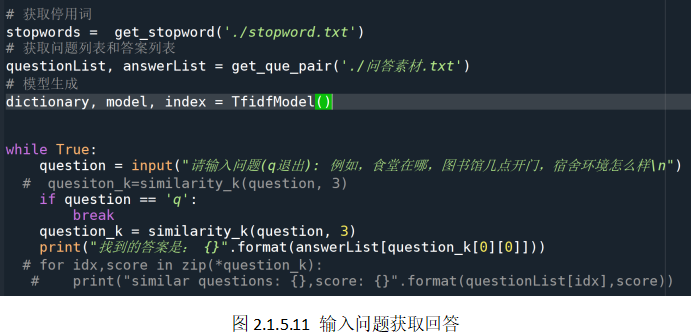 # 获取停用词
stopwords =  get_stopword('./stopword.txt')
# 获取问题列表和答案列表
questionList, answerList = get_que_pair('./问答素材.txt')
# 模型生成
dictionary, model, index = TfidfModel()
while True:
    question = input("请输入问题(q退出): 例如，食堂在哪，图书馆几点开门，宿舍环境怎么样\n")
  #  quesiton_k=similarity_k(question, 3)
    if question == 'q':
        break
    question_k = similarity_k(question, 3)
    print("找到的答案是： {}".format(answerList[question_k[0][0]]))
  # for idx,score in zip(*question_k):
   #    print("similar questions: {},score: {}".format(questionList[idx],score))
图 2.1.5.11 输入问题获取回答